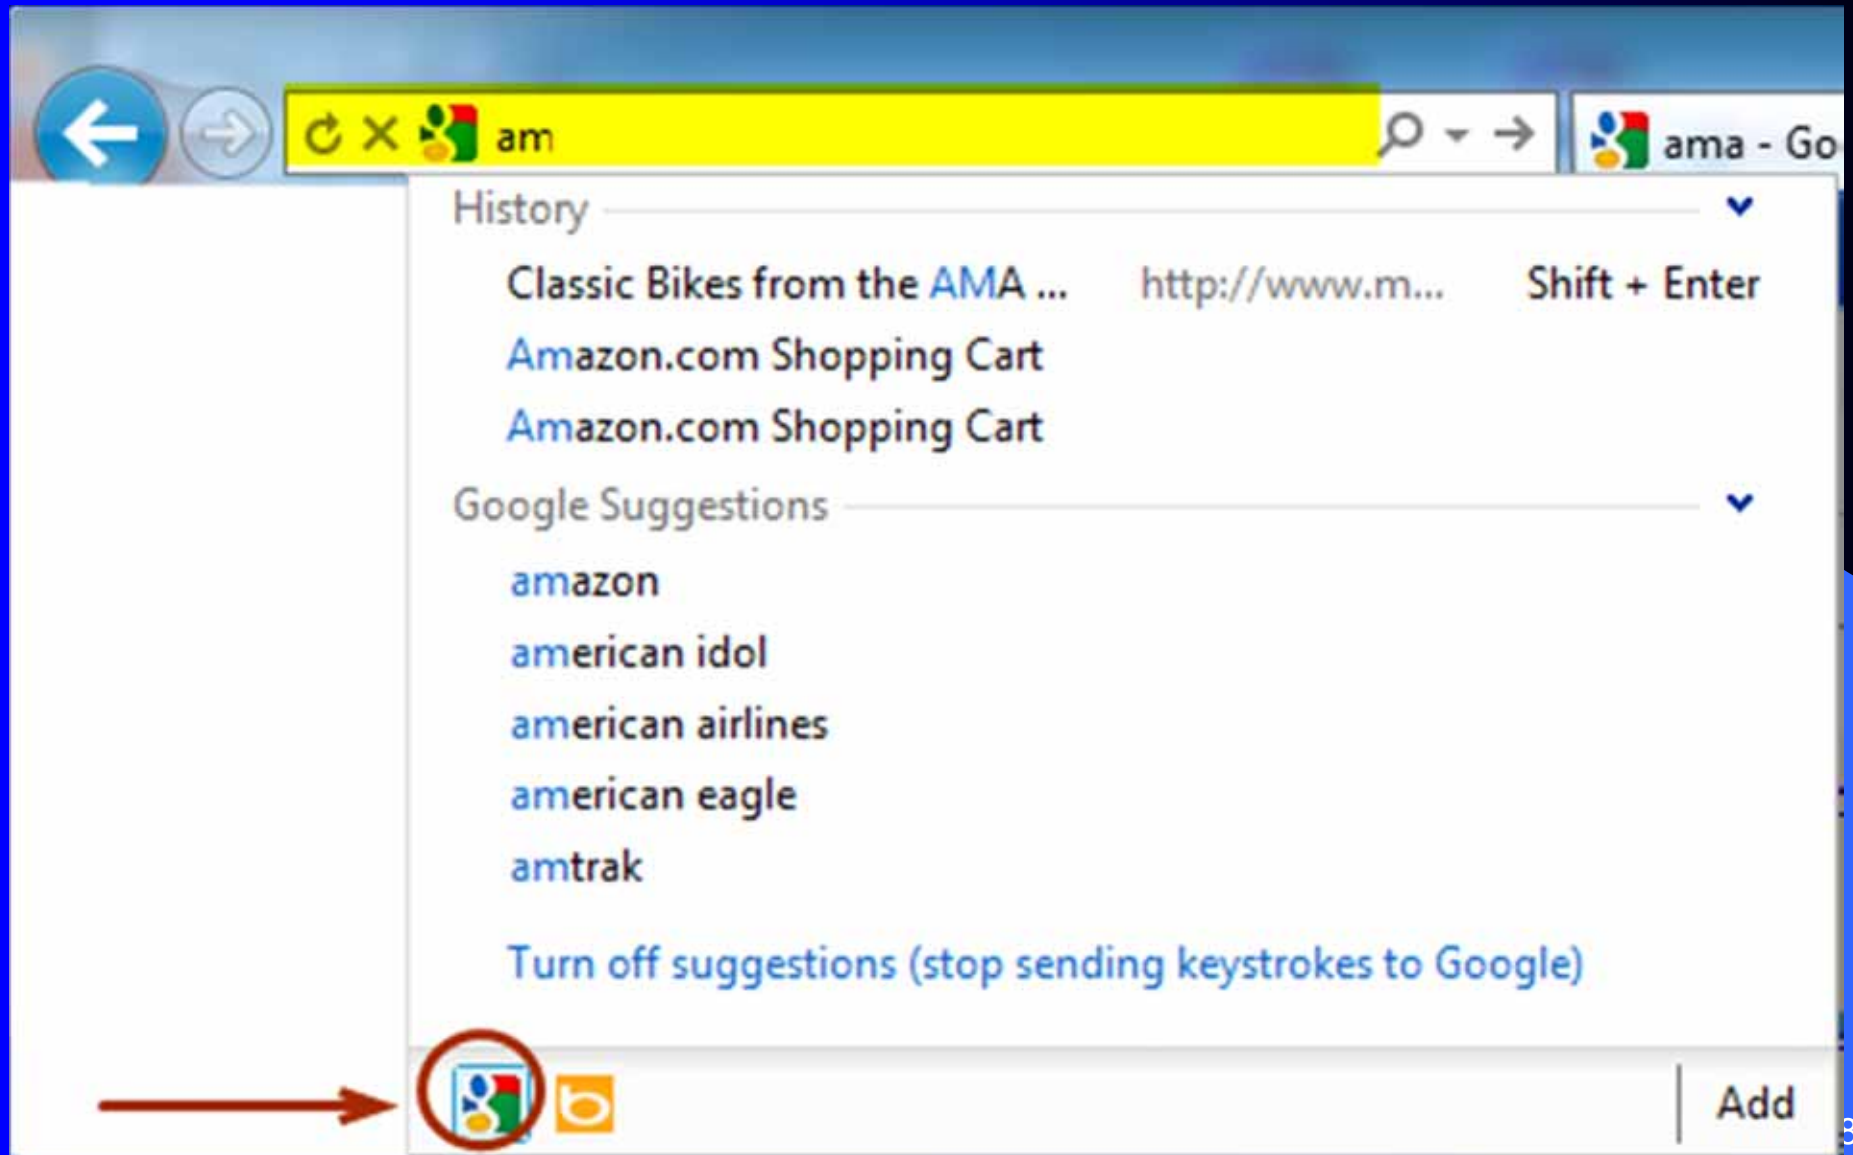 am
ama - Go
History
Classic Bikes from the AMA ... http://www.m... Shift + Enter
Amazon.com Shopping Cart
Amazon.com Shopping Cart
Google Suggestions
amazon
american idol
american airlines
american eagle
amtrak
Turn off suggestions (stop sending keystrokes to Google)
Add
8